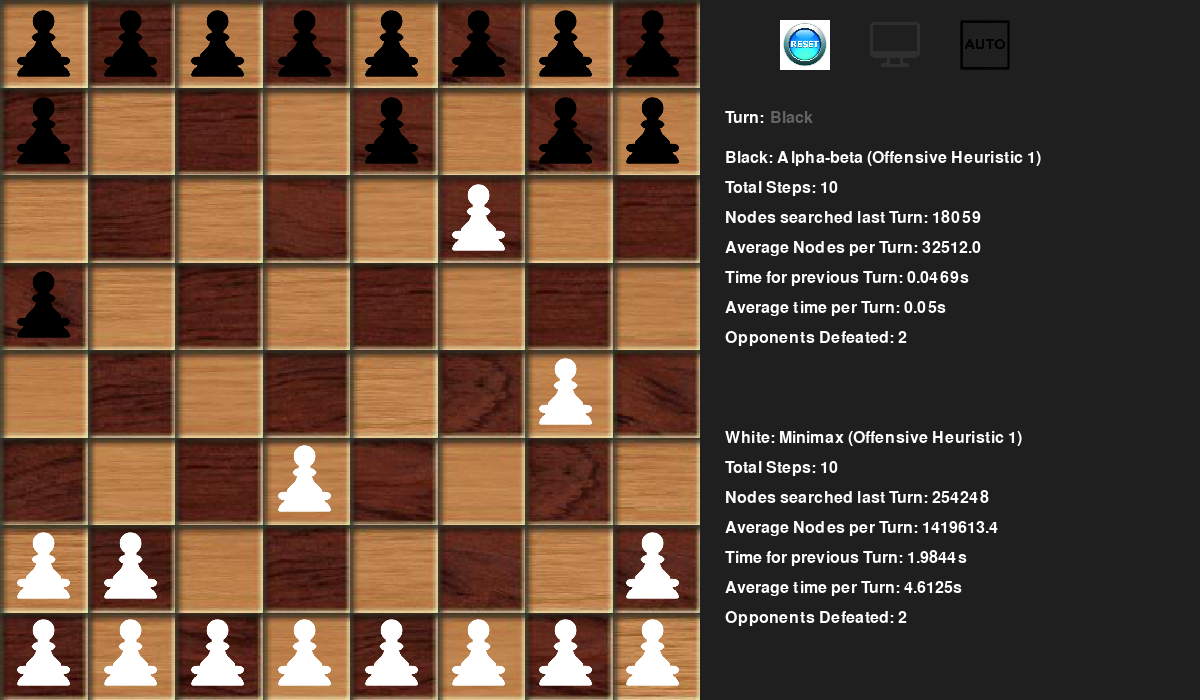 RESET
AUTO
Turn: Black
Black: Alpha-beta (Offensive Heuristic 1)
Total Steps: 10
Nodes searched last Turn: 18059
Average Nodes per Turn: 32512.0
Time for previous Turn: 0.0469s
Average time per Turn: 0.05s
Opponents Defeated: 2
White: Minimax (Offensive Heuristic 1)
Total Steps: 10
Nodes searched last Turn: 254248
Average Nodes per Turn: 1419613.4
Time for previous Turn: 1.9844s
Average time per Turn: 4.6125s
Opponents Defeated: 2